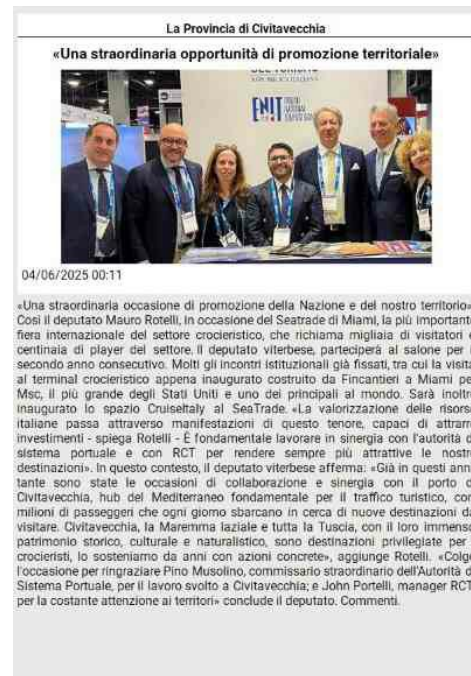 La Provincia di Civitavecchia
«Una straordinaria opportunità di promozione territoriale»
ENIT
04/06/2025 00:11
«Una straordinaria occasione di promozione della Nazione e del nostro territorio»
Così il deputato Mauro Rotelli, in occasione del Seatrade di Miami, la più importante
fiera internazionale del settore crocieristico, che richiama migliaia di visitatori e
centinaia di player del settore. Il deputato viterbese, parteciperà al salone per i
secondo anno consecutivo. Molti gli incontri istituzionali già fissati, tra cui la visita
al terminal crocieristico appena inaugurato costruito da Fincantieri a Miami pe
Msc, il più grande degli Stati Uniti e uno dei principali al mondo. Sarà inoltre
inaugurato lo spazio CruiseItaly al SeaTrade. «La valorizzazione delle risorse
italiane passa attraverso manifestazioni di questo tenore, capaci di attrarre
investimenti - spiega Rotelli - È fondamentale lavorare in sinergia con l'autorità d
sistema portuale e con RCT per rendere sempre più attrattive le nostre
destinazioni». In questo contesto, il deputato viterbese afferma: «Già in questi anni
tante sono state le occasioni di collaborazione e sinergia con il porto d
Civitavecchia, hub del Mediterraneo fondamentale per il traffico turistico, con
milioni di passeggeri che ogni giorno sbarcano in cerca di nuove destinazioni da
visitare. Civitavecchia, la Maremma laziale e tutta la Tuscia, con il loro immenso
patrimonio storico, culturale e naturalistico, sono destinazioni privilegiate per i
crocieristi, lo sosteniamo da anni con azioni concrete», aggiunge Rotelli. «Colgo
l'occasione per ringraziare Pino Musolino, commissario straordinario dell'Autorità d
Sistema Portuale, per il lavoro svolto a Civitavecchia; e John Portelli, manager RCT
per la costante attenzione ai territori» conclude il deputato. Commenti.